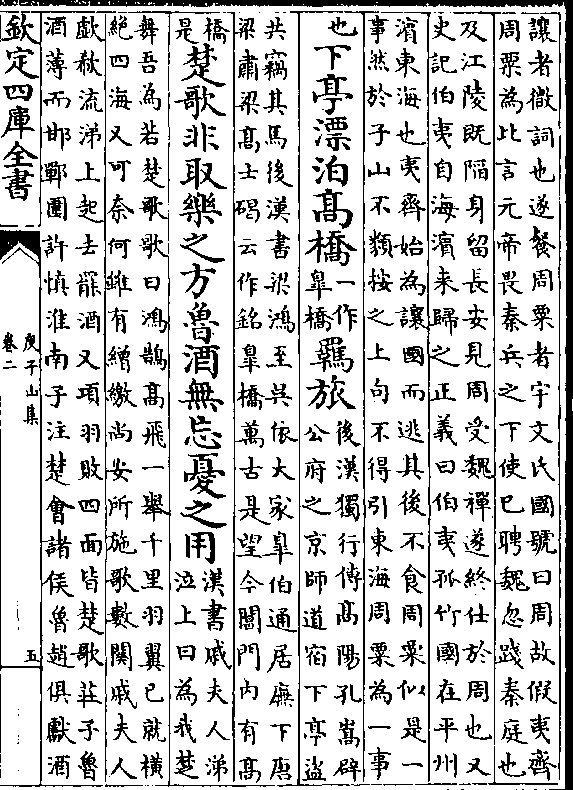 讓者微詞也遂餐周粟者宇文氏國號曰周故假夷齊
周粟為比言元帝畏秦兵之下使已聘魏忽踐秦庭也
及江陵既陷身留長安見周受魏禪遂終仕於周也又
史記伯夷自海濱来歸之正義曰伯夷孤竹國在平州
濱東海也夷齊始為讓國而逃其後不食周粟似是一
事然於子山不類按之上句不得引東海周粟為一事
也下亭漂泊髙橋
一作
臯橋
羈旅
後漢獨行傳髙陽孔嵩辟
公府之京師道宿下亭盜
共竊其馬後漢書梁鴻至吳依大家臯伯通居廡下唐
梁肅梁髙士碣云作銘臯橋萬古是望今閶門内有髙
橋
是
楚歌非取樂之方魯酒無忘憂之用
漢書戚夫人涕
泣上曰為我楚
舞吾為若楚歌歌曰鴻鵠髙飛一舉千里羽翼已就橫
絶四海又可奈何雖有繒繳尚安所施歌數闋戚夫人
歔欷流涕上起去罷酒又項羽敗四面皆楚歌莊子魯
酒薄而邯鄲圍許慎淮南子注楚會諸侯魯趙俱獻酒
欽定四庫全書
庾子山集
卷二
五